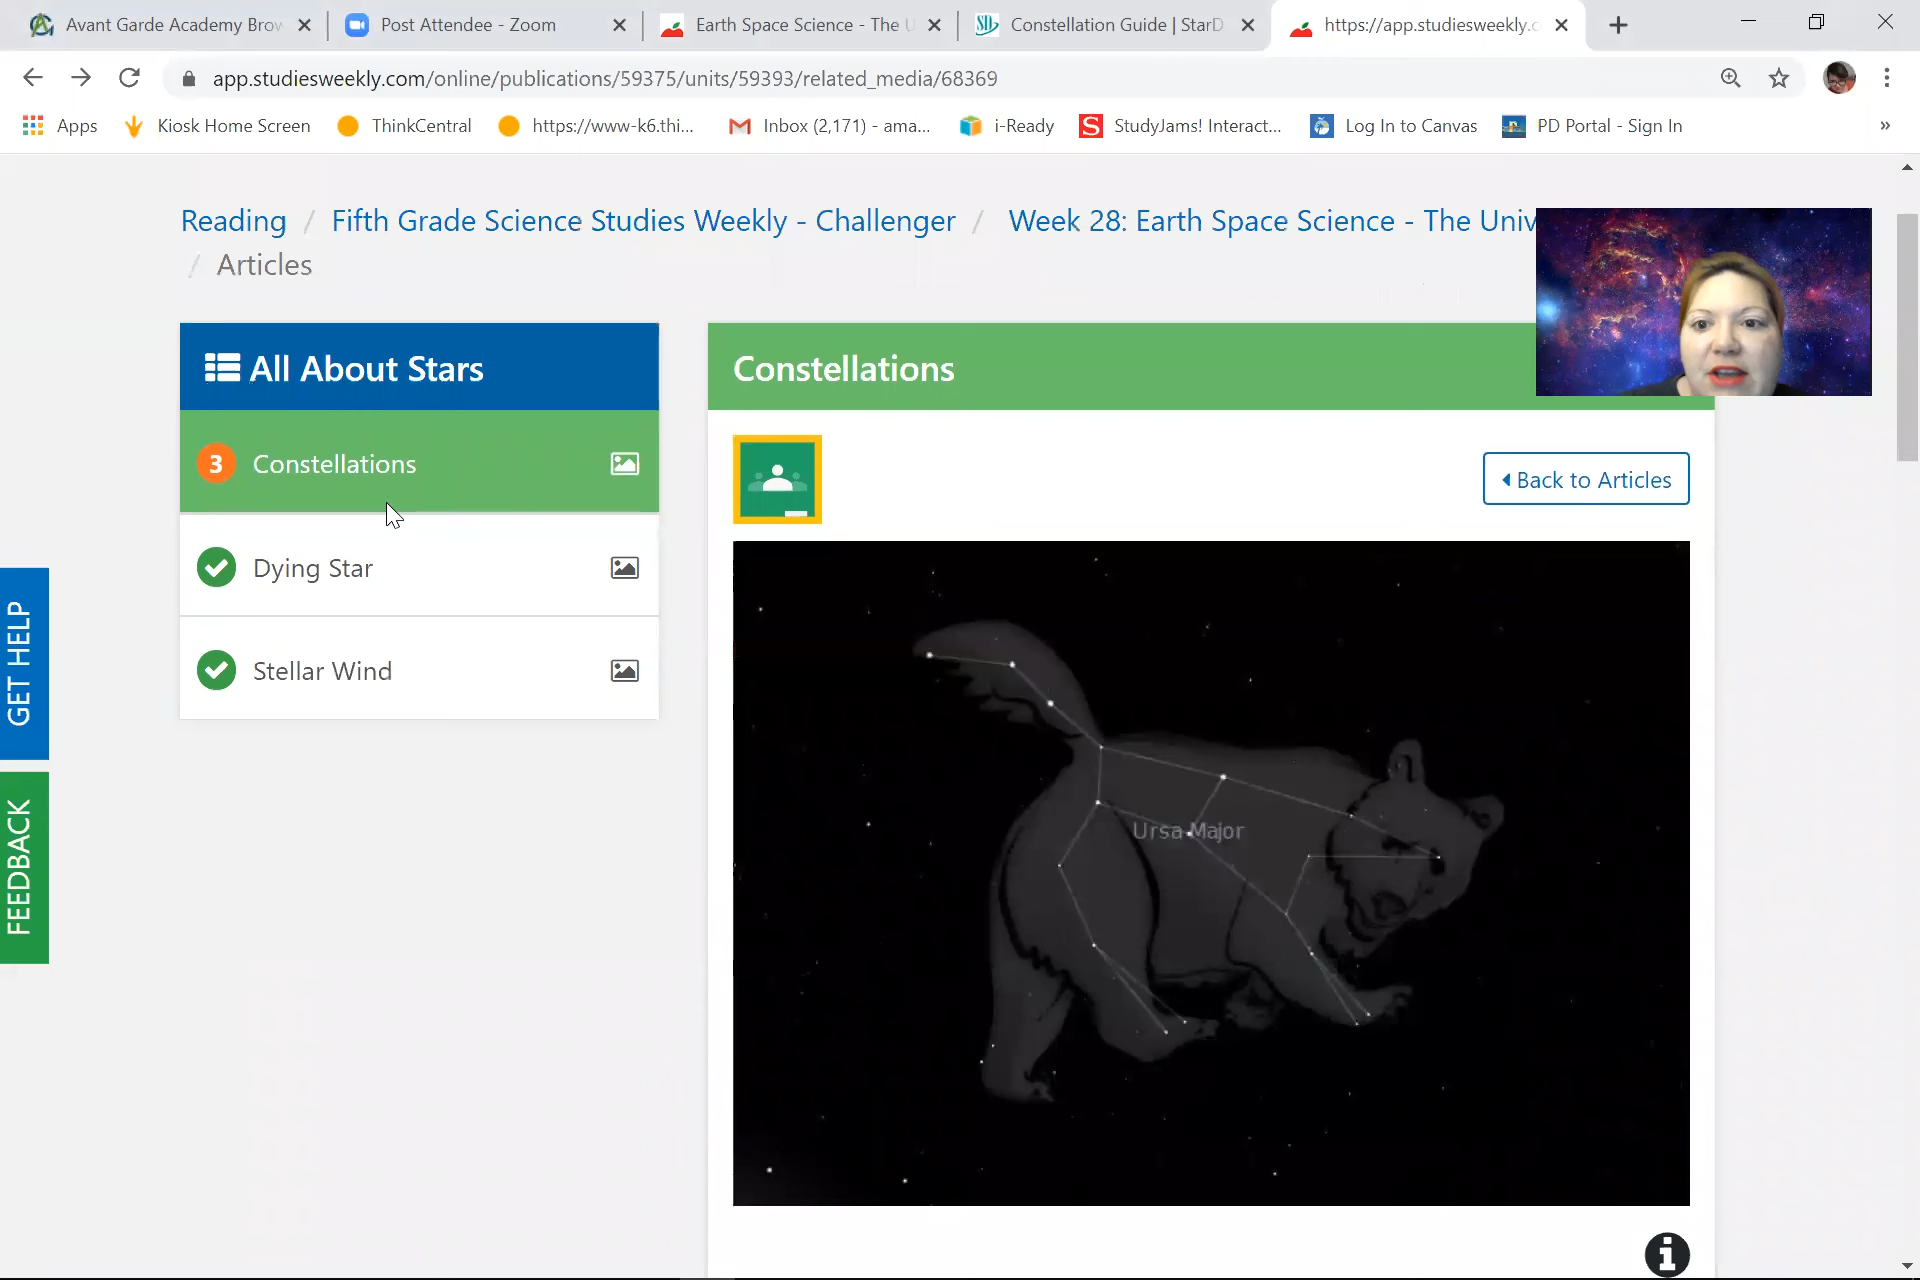 Avant Garde Academy Brow
Post Attendee - Zoom
Earth Space Science - The U
Constellation Guide | StarD
https://app.studiesweekly.c
app.studiesweekly.com/online/publications/59375/units/59393/related_media/68369
Apps
Kiosk Home Screen
ThinkCentral
https://www-k6.thi...
Inbox (2,171) - ama...
i-Ready
S StudyJams! Interact...
Log In to Canvas
PD Portal - Sign In
»
Reading / Fifth Grade Science Studies Weekly - Challenger / Week 28: Earth Space Science - The Univ
/ Articles
All About Stars
3 Constellations
Dying Star
Stellar Wind
GET HELP
FEEDBACK
Constellations
Back to Articles
Ursa Major